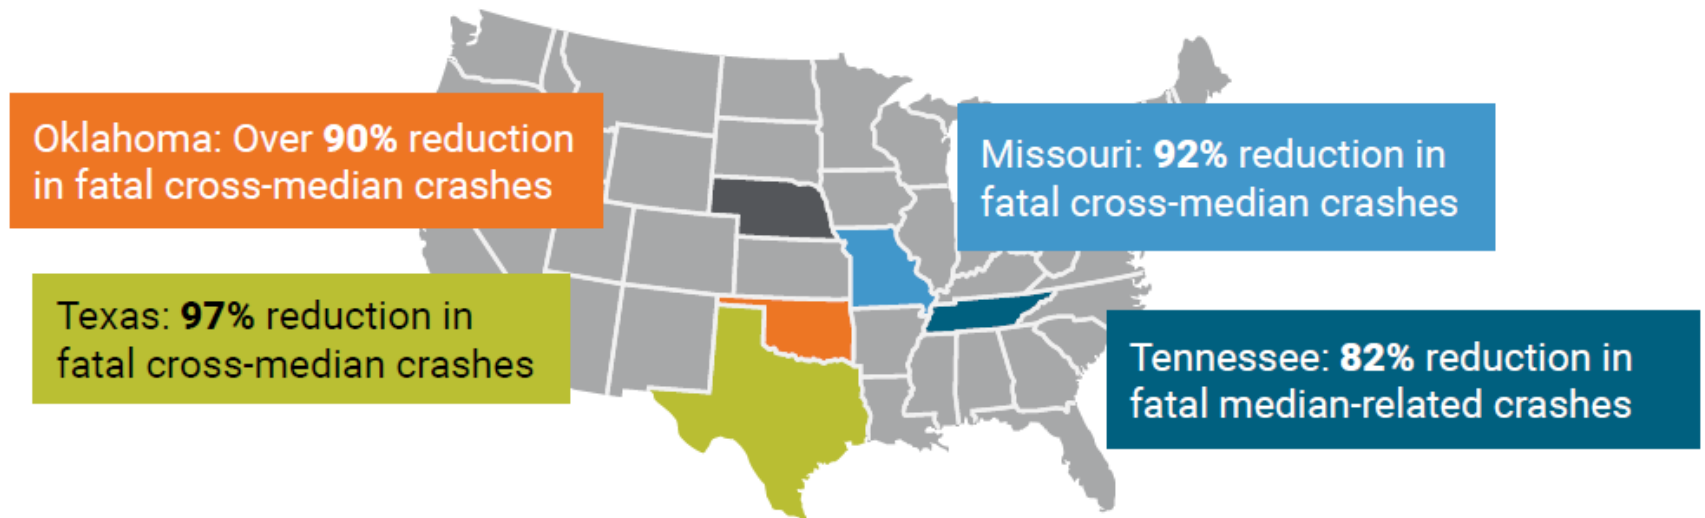 Oklahoma: Over 90% reduction
in fatal cross-median crashes
Missouri: 92% reduction in
fatal cross-median crashes
Texas: 97% reduction in
fatal cross-median crashes
Tennessee: 82% reduction in
fatal median-related crashes